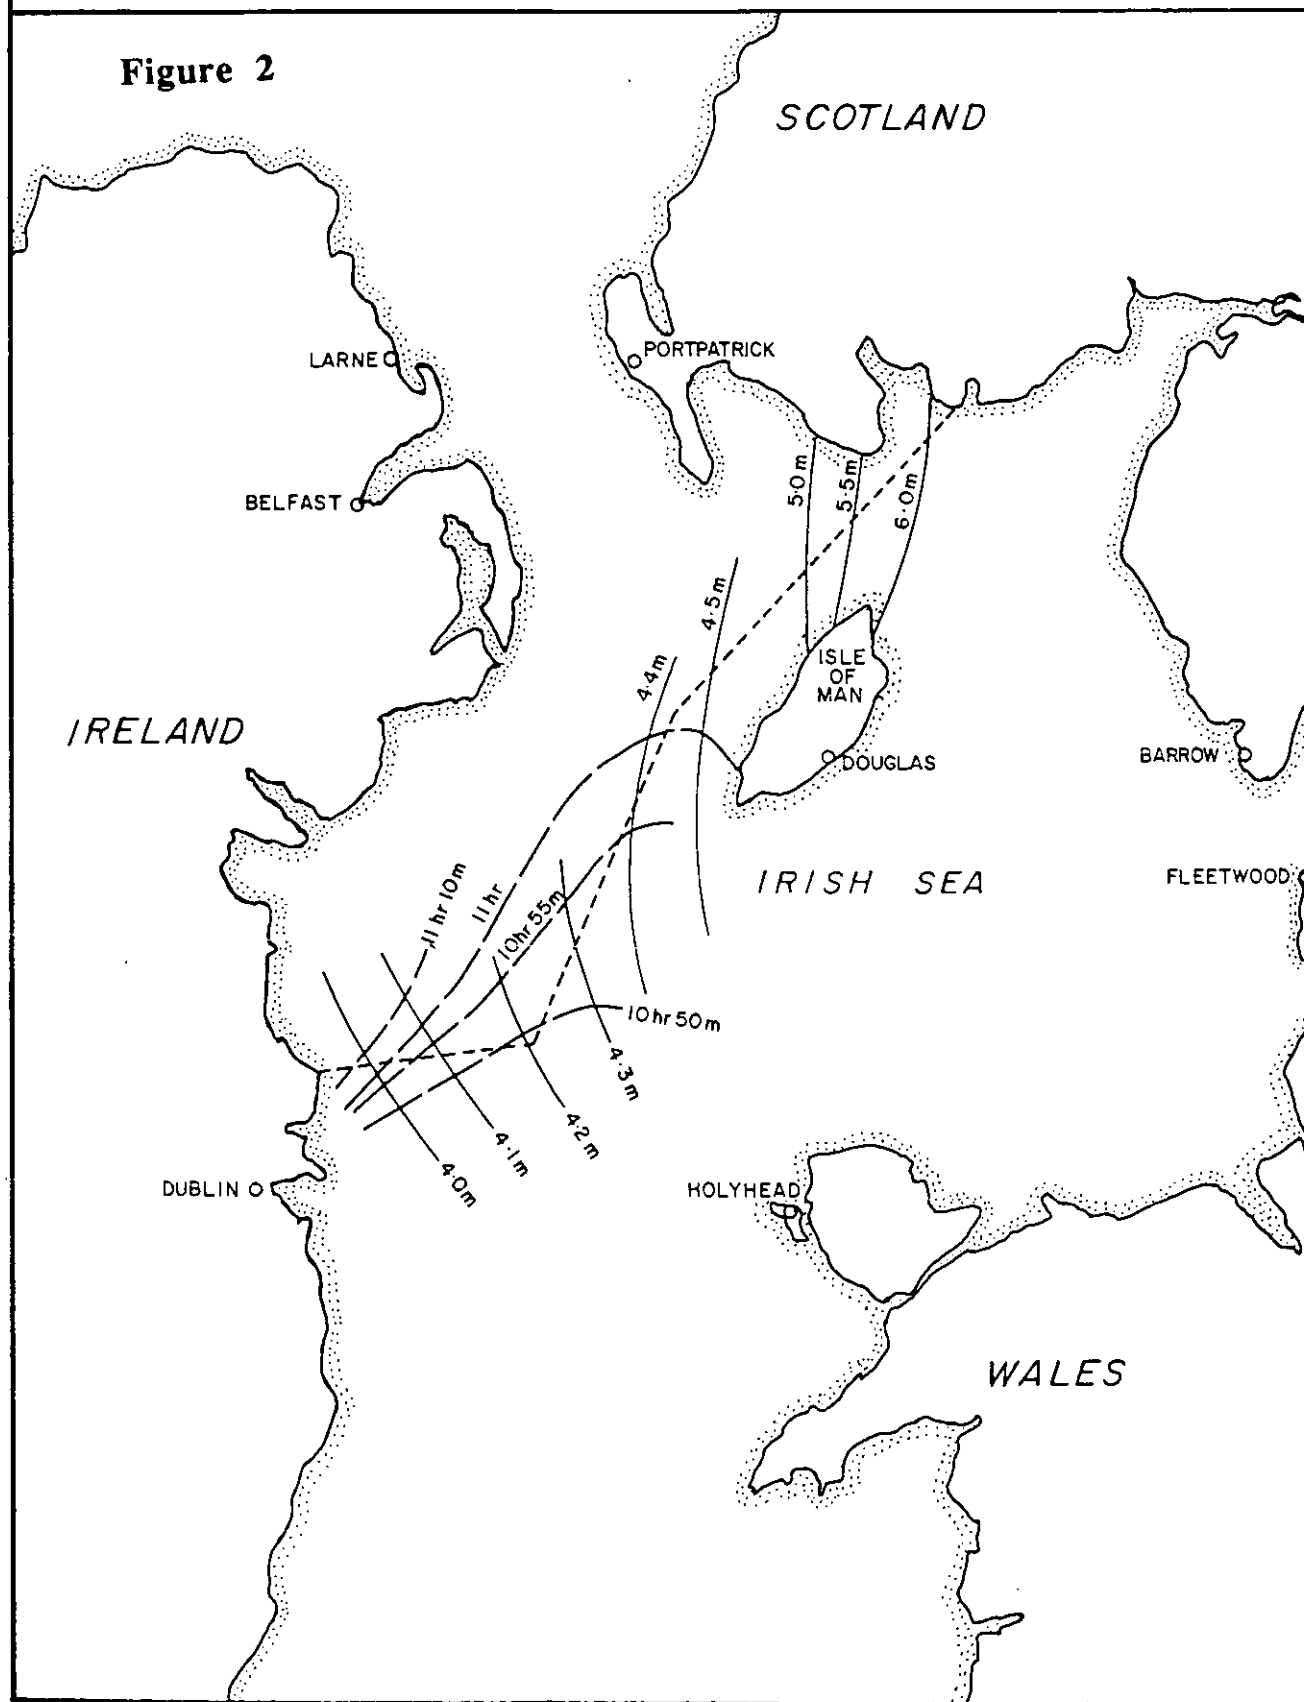 Figure 2
SCOTLAND
LARNE
PORTPATRICK
BELFAST
5·0m
5·5m
6·0m
4·5m
4·4m
ISLE
OF
MAN
IRELAND
DOUGLAS
BARROW
IRISH SEA
FLEETWOOD
11hr 10m
11hr
10hr 55m
10hr 50m
4·3m
4·2m
4·1m
4·0m
DUBLIN
HOLYHEAD
WALES